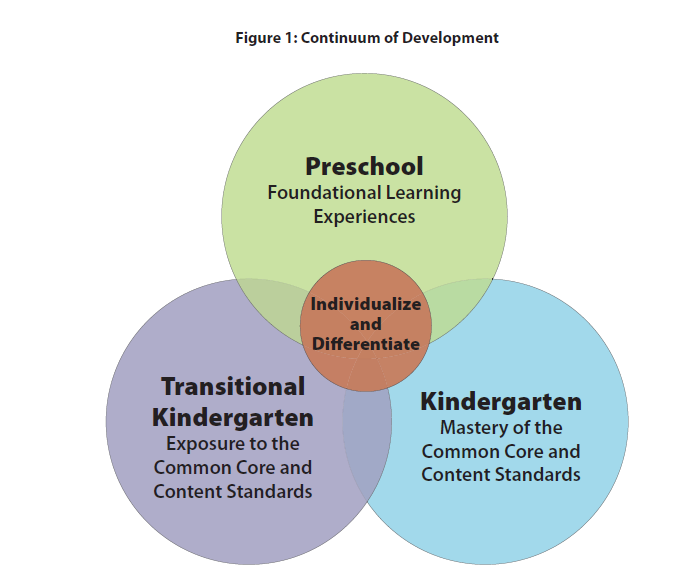 Figure 1: Continuum of Development
Preschool
Foundational Learning
Experiences
Individualize
and
Differentiate
Transitional
Kindergarten
Exposure to the
Common Core and
Content Standards
Kindergarten
Mastery of the
Common Core and
Content Standards